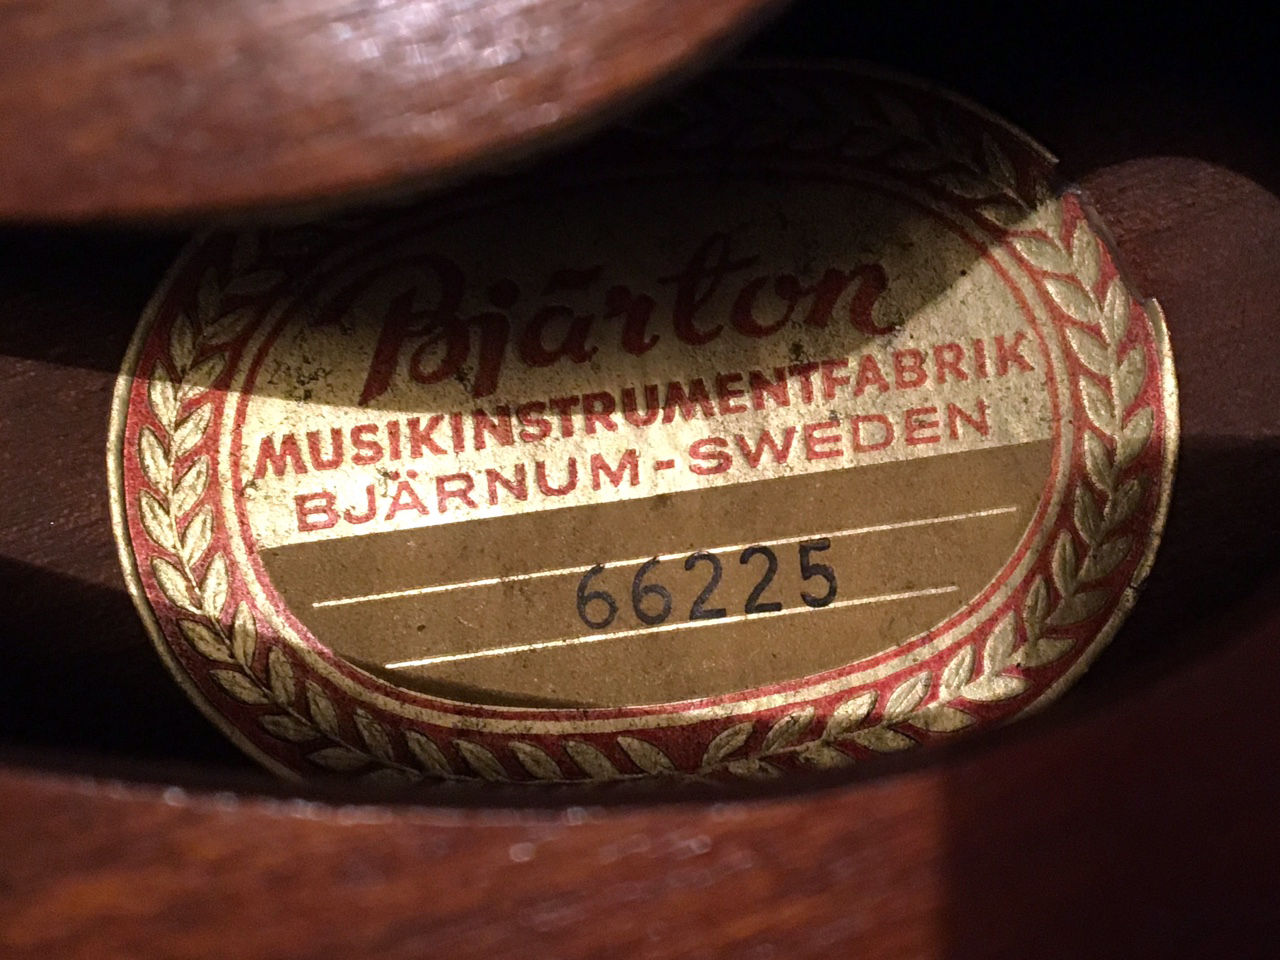 Bjärton
MUSIKINSTRUMENTFABRIK
BJÄRNUM-SWEDEN
66225